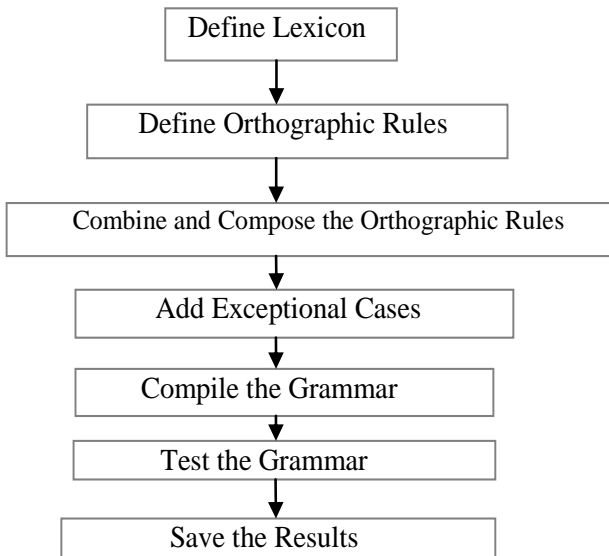 Define Lexicon
Define Orthographic Rules
Combine and Compose the Orthographic Rules
Add Exceptional Cases
Compile the Grammar
Test the Grammar
Save the Results